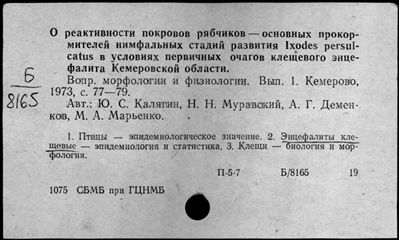 О реактивности покровов рябчиков — основных прокор-
мителей нимфальных стадий развития Ixodes persul-
catus в условиях первичных очагов клещевого энце-
фалита Кемеровской области.
Б
8165
Вопр. морфологии и физиологии. Вып. 1. Кемерово,
1973, с. 77—79.
Авт.: Ю. С. Калягин, Н. Н. Муравский, А. Г. Демен-
ков, М. А. Марьенко.
1. Птицы — эпидемиологическое значение. 2. Энцефалиты кле-
щевые — эпидемиология и статистика. 3. Клещи — биология и мор-
фология.
П-5-7 Б/8165 19
1075 СБМБ при ГЦНМБ